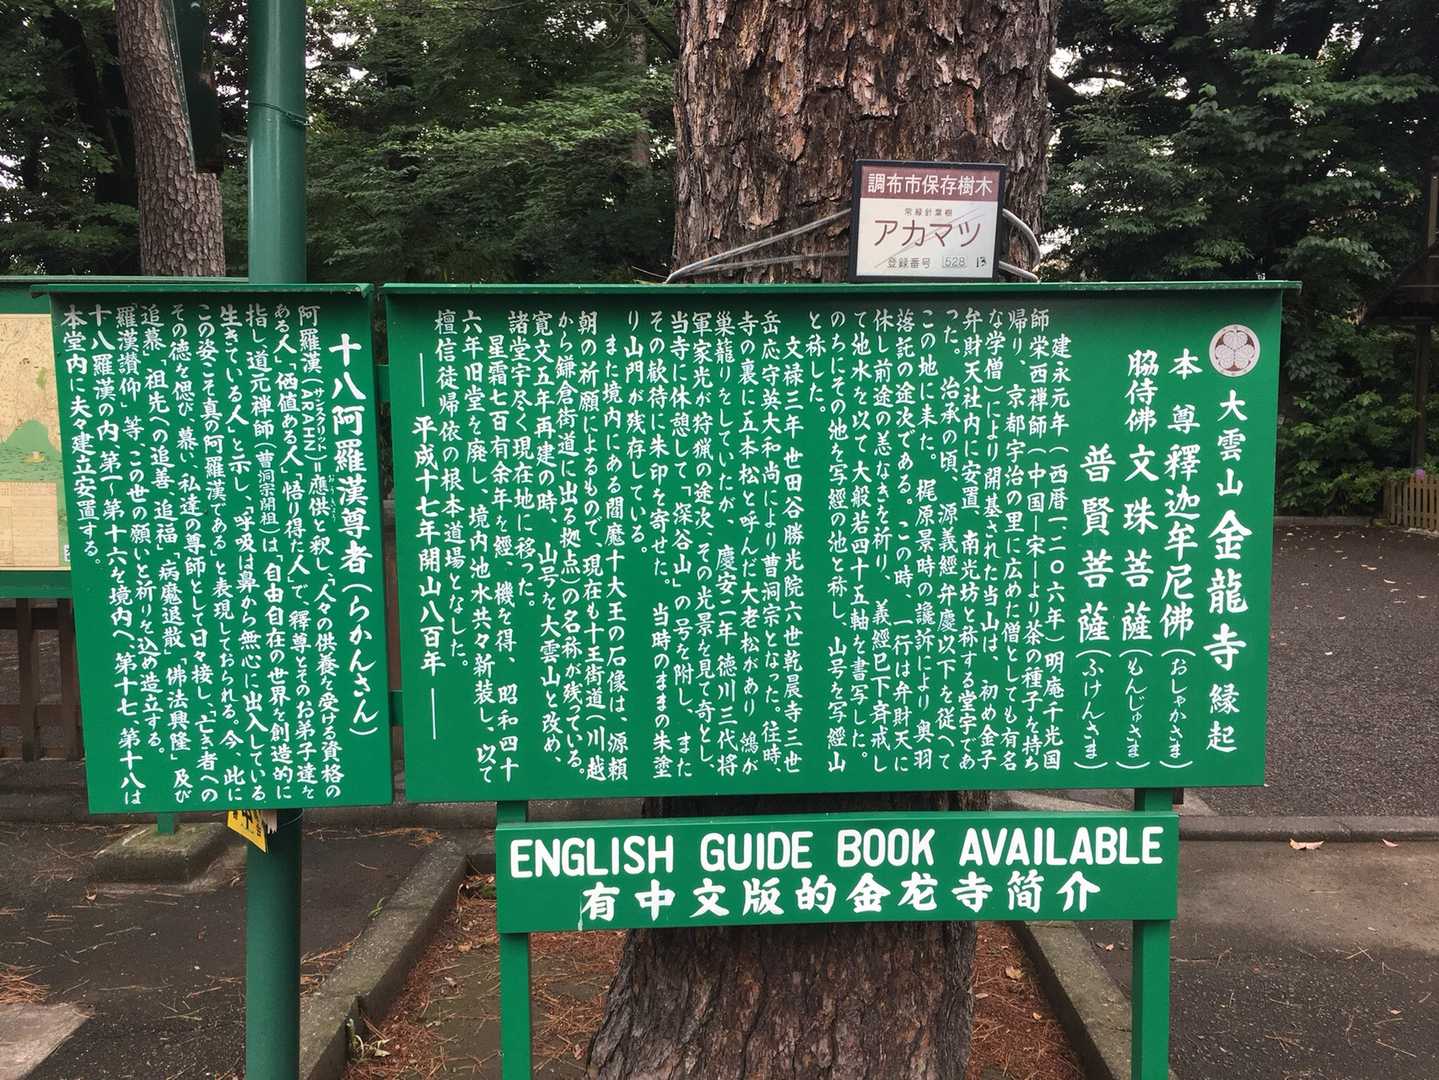 調布市保存樹木
常緑針葉樹
アカマツ
登録番号 528 13
大雲山金龍寺縁起
本尊釋迦牟尼佛(おしゃかさま)
脇侍佛文珠菩薩(もんじゅさま)
普賢菩薩(ふけんさま)
建永元年(西暦一二〇六年)明庵千光国
師栄西禅師(中国—宋—より茶の種子を持ち
帰り、京都宇治の里に広めた僧としても有名
な学僧)により開基された当山は、初め金子
弁財天社内に安置、南光坊と称する堂宇であ
った。治承の頃、源義經弁慶以下を従へて
この地に来た。梶原景時の讒訴により奥羽
落託の途次である。この時、一行は弁財天に
休し前途の恙なきを祈り、義經已下斉戒し
て池水を以て大般若四十五軸を書写した。
のちにその池を写經の池と称し、山号を写經山
と称した。
文禄三年世田谷勝光院六世乾晨寺三世
岳応守英大和尚により曹洞宗となった。往時、
寺の裏に五本松と呼んだ大老松があり鴻が
巣籠りをしていたが、慶安二年徳川三代将
軍家光が狩猟の途次、その光景を見て奇とし、
当寺に休憩して「深谷山」の号を附し、また
その歓待に朱印を寄せた。当時のままの朱塗
り山門が残存している。
また境内にある閻魔十大王の石像は、源頼
朝の祈願によるもので、現在も十王街道(川越
から鎌倉街道に出る拠点)の名称が残っている。
寛文五年再建の時、山号を大雲山と改め、
諸堂宇尽く現在地に移った。
星霜七百有余年を經、機を得、昭和四十
六年旧堂を廃し、境内池水共々新装し、以て
檀信徒帰依の根本道場となした。
——平成十七年開山八百年——
十八阿羅漢尊者(らかんさん)
阿羅漢(サンスクリットARAHN)=應供と釈し、「人々の供養を受ける資格の
ある人」「栖値ある人」「悟り得た人」で、釋尊とそのお弟子達を
指し、道元禅師(曹洞宗開祖)は「自由自在の世界を創造的に
生きている人」と示し、「呼吸は鼻から無心に出入している。今、此に
この姿こそ真の阿羅漢である」と表現しておられる。
その徳を偲び、慕い、私達の尊師として日々接し、「亡き者への
追慕」「祖先への追善、追福」「病魔退散」「佛法興隆」及び
「羅漢讃仰」等、この世の願いと祈りを込め造立する。
十八羅漢の内、第一〜第十六を境内へ、第十七、第十八は
本堂内に夫々建立安置する。
ENGLISH GUIDE BOOK AVAILABLE
有中文版的金龙寺简介